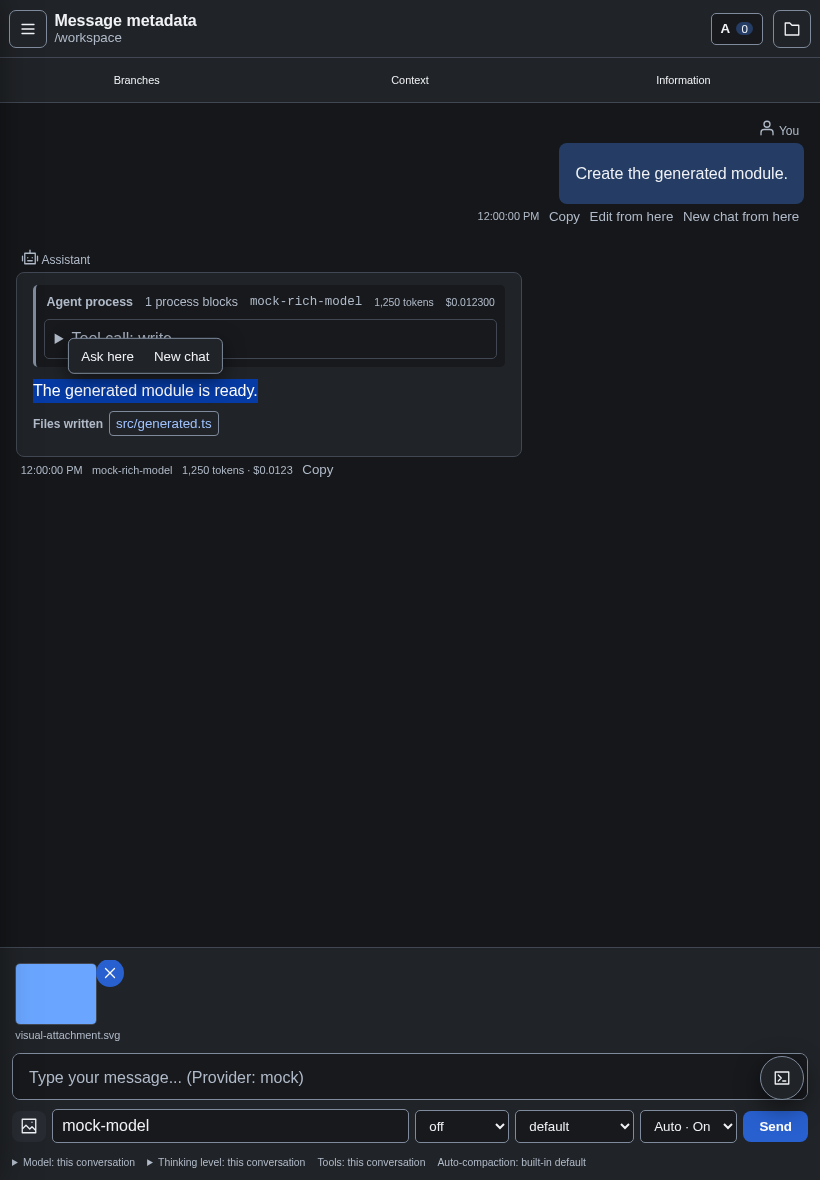 Message metadata
/workspace
A 0
Branches Context Information
You
Create the generated module.
12:00:00 PM Copy Edit from here New chat from here
Assistant
Agent process 1 process blocks mock-rich-model 1,250 tokens $0.012300
Tool call: write
Ask here New chat
The generated module is ready.
Files written src/generated.ts
12:00:00 PM mock-rich-model 1,250 tokens · $0.0123 Copy
visual-attachment.svg
Type your message... (Provider: mock)
mock-model off default Auto · On Send
Model: this conversation Thinking level: this conversation Tools: this conversation Auto-compaction: built-in default